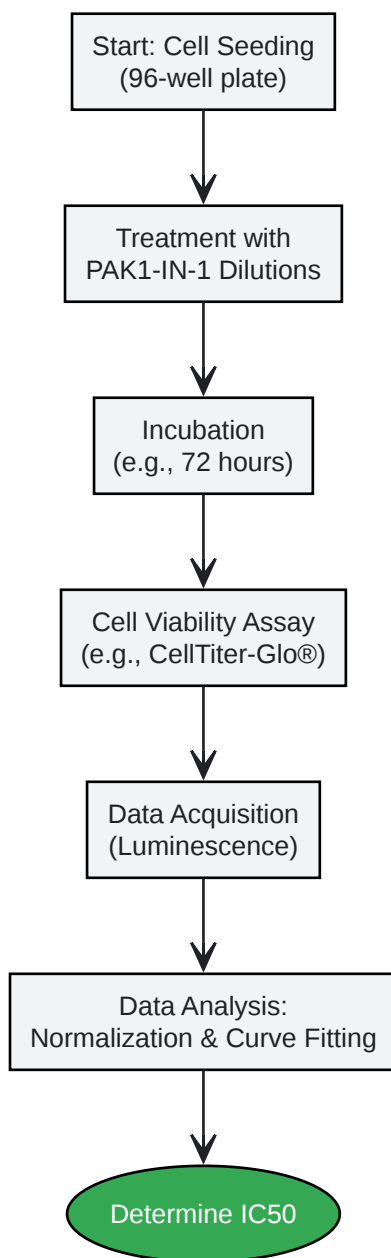 Start: Cell Seeding
(96-well plate)
Treatment with
PAK1-IN-1 Dilutions
Incubation
(e.g., 72 hours)
Cell Viability Assay
(e.g., CellTiter-Glo®)
Data Acquisition
(Luminescence)
Data Analysis:
Normalization & Curve Fitting
Determine IC50